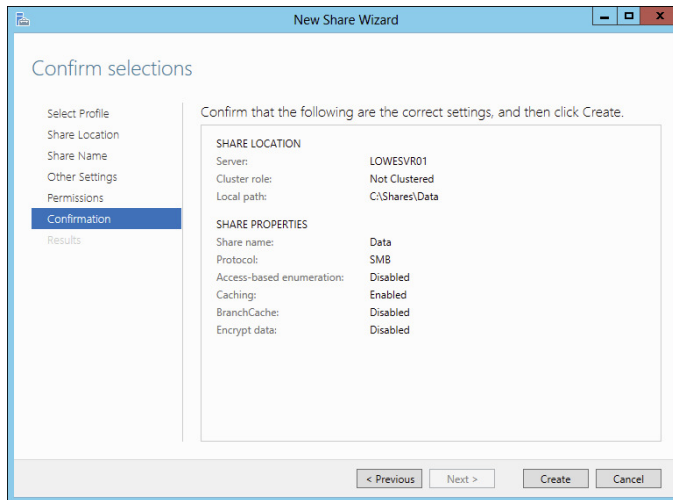 New Share Wizard
Confirm selections
Select Profile
Share Location
Share Name
Other Settings
Permissions
Confirmation
Results
Confirm that the following are the correct settings, and then click Create.
SHARE LOCATION
Server: LOWESVR01
Cluster role: Not Clustered
Local path: C:\Shares\Data
SHARE PROPERTIES
Share name: Data
Protocol: SMB
Access-based enumeration: Disabled
Caching: Enabled
BranchCache: Disabled
Encrypt data: Disabled
< Previous Next > Create Cancel